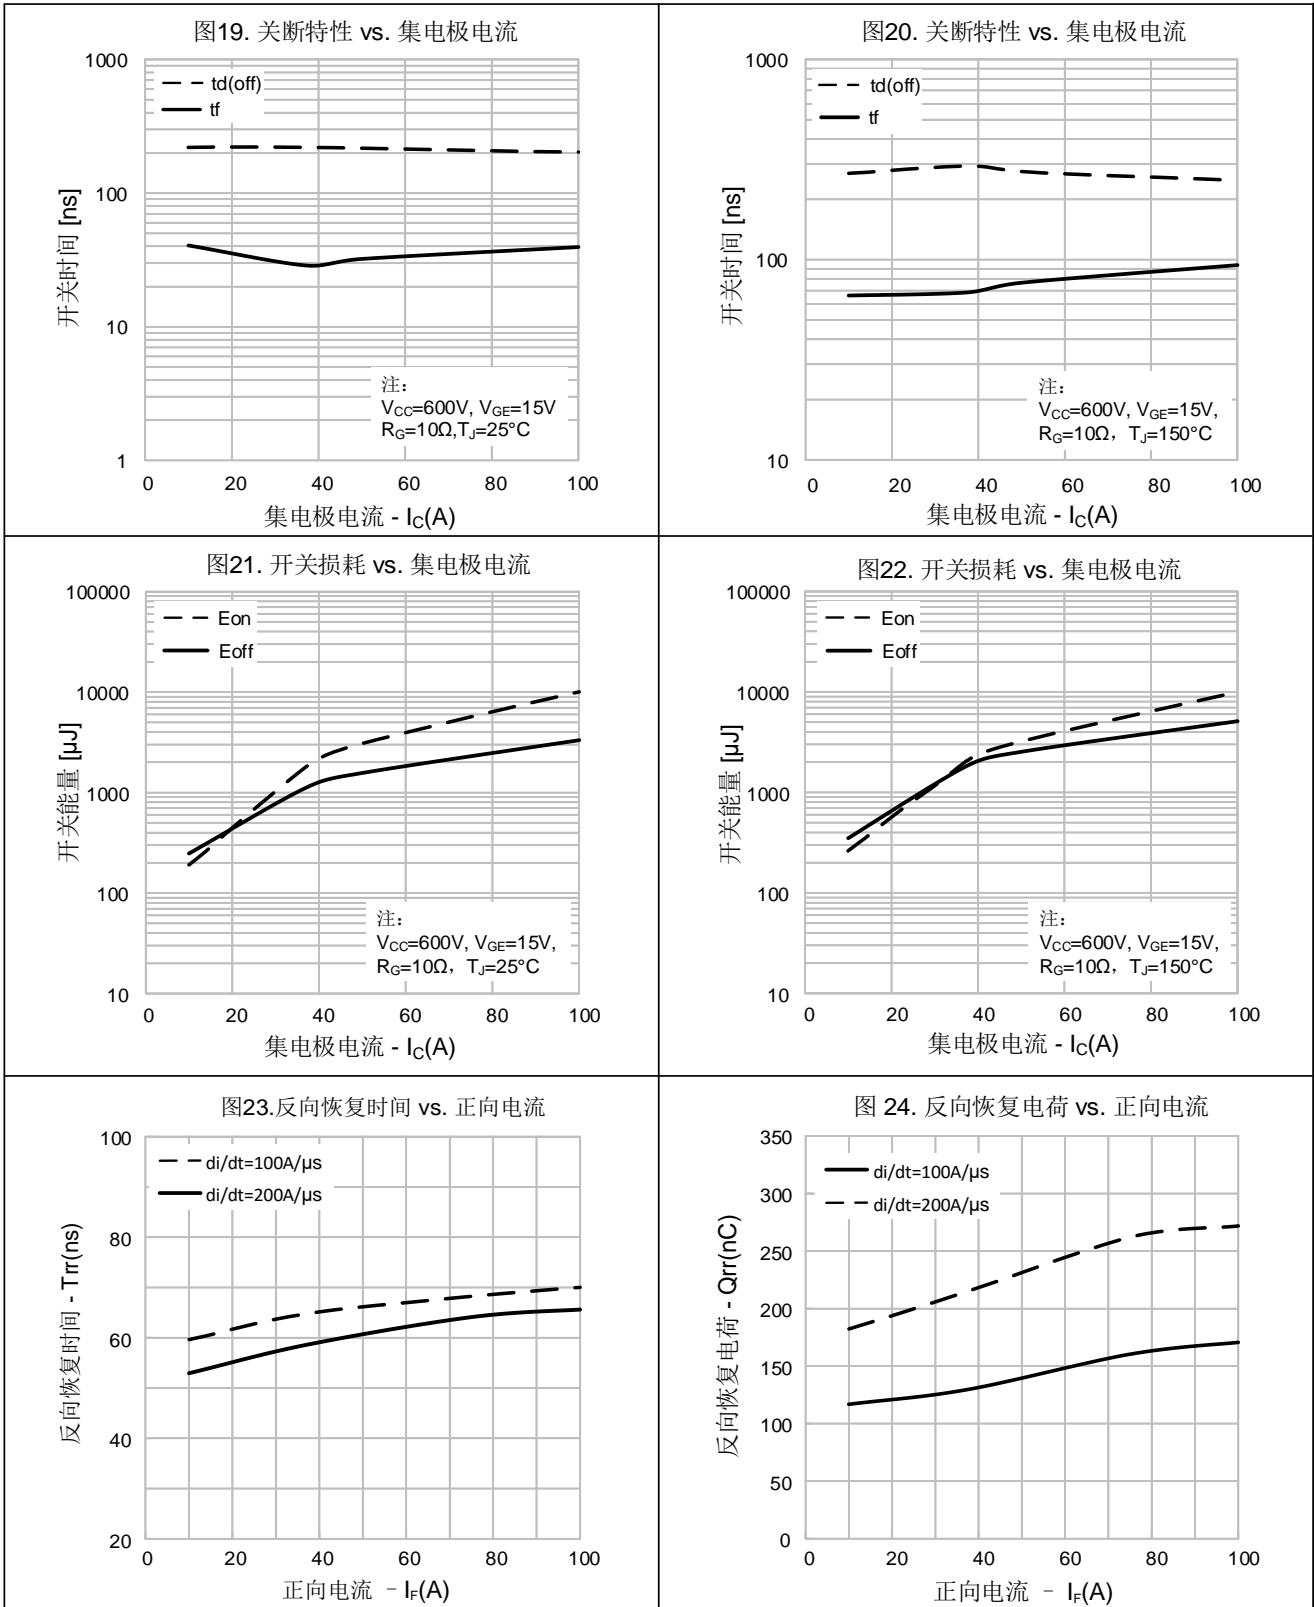 图19. 关断特性 vs. 集电极电流
1000
td(off)
tf
100
10
1
开关时间 [ns]
注:
VCC=600V, VGE=15V
RG=10Ω,TJ=25°C
0 20 40 60 80 100
集电极电流 - IC(A)
图20. 关断特性 vs. 集电极电流
1000
td(off)
tf
100
10
开关时间 [ns]
注:
VCC=600V, VGE=15V,
RG=10Ω, TJ=150°C
0 20 40 60 80 100
集电极电流 - IC(A)
图21. 开关损耗 vs. 集电极电流
100000
Eon
Eoff
10000
1000
100
10
开关能量 [µJ]
注:
VCC=600V, VGE=15V,
RG=10Ω, TJ=25°C
0 20 40 60 80 100
集电极电流 - IC(A)
图22. 开关损耗 vs. 集电极电流
100000
Eon
Eoff
10000
1000
100
10
开关能量 [µJ]
注:
VCC=600V, VGE=15V,
RG=10Ω, TJ=150°C
0 20 40 60 80 100
集电极电流 - IC(A)
图23.反向恢复时间 vs. 正向电流
100
di/dt=100A/µs
di/dt=200A/µs
80
60
40
20
反向恢复时间 - Trr(ns)
0 20 40 60 80 100
正向电流 - IF(A)
图 24. 反向恢复电荷 vs. 正向电流
350
di/dt=100A/µs
300
di/dt=200A/µs
250
200
150
100
50
0
反向恢复电荷 - Qrr(nC)
0 20 40 60 80 100
正向电流 - IF(A)